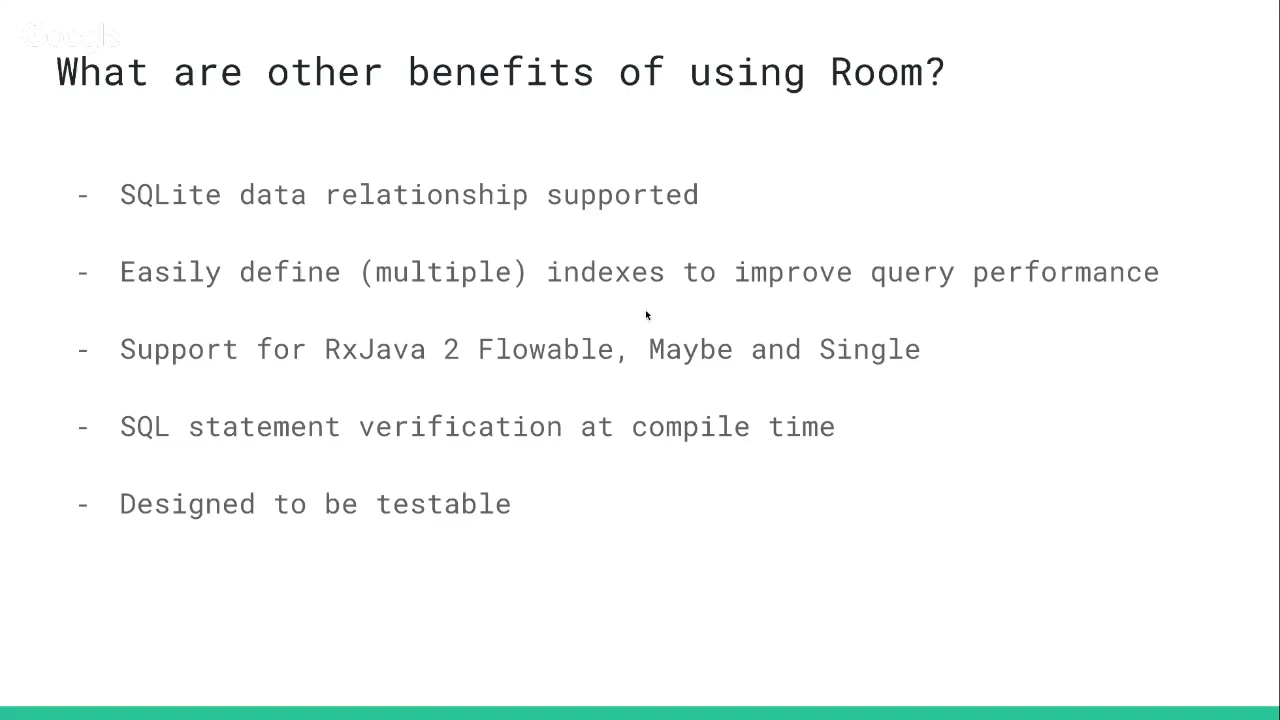 Google
What are other benefits of using Room?
- SQLite data relationship supported
- Easily define (multiple) indexes to improve query performance
- Support for RxJava 2 Flowable, Maybe and Single
- SQL statement verification at compile time
- Designed to be testable